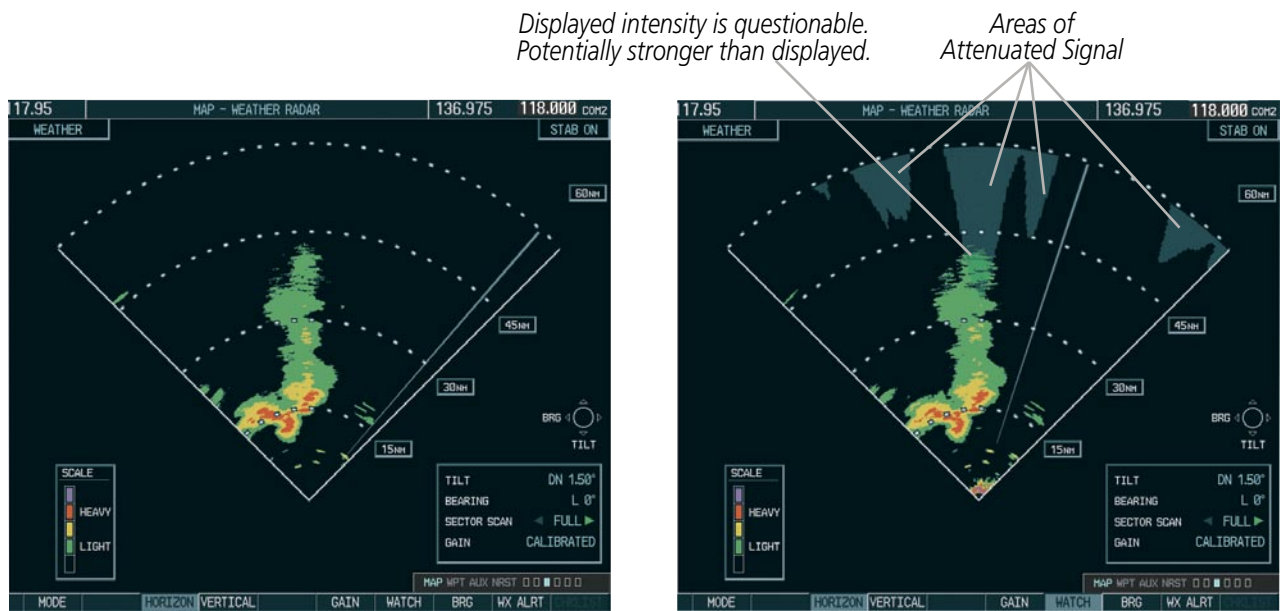 Displayed intensity is questionable.
Potentially stronger than displayed.
Areas of
Attenuated Signal
17.95 MAP - WEATHER RADAR 136.975 118.000 COM2
WEATHER STAB ON
60NM
45NM
30NM
BRG
TILT
15NM
SCALE
HEAVY
LIGHT
TILT DN 1.50°
BEARING L 0°
SECTOR SCAN FULL
GAIN CALIBRATED
MAP WPT AUX NRST
MODE HORIZON VERTICAL GAIN WATCH BRG WX ALRT CHKLIST
17.95 MAP - WEATHER RADAR 136.975 118.000 COM2
WEATHER STAB ON
60NM
45NM
30NM
BRG
TILT
15NM
SCALE
HEAVY
LIGHT
TILT DN 1.50°
BEARING L 0°
SECTOR SCAN FULL
GAIN CALIBRATED
MAP WPT AUX NRST
MODE HORIZON VERTICAL GAIN WATCH BRG WX ALRT CHKLIST